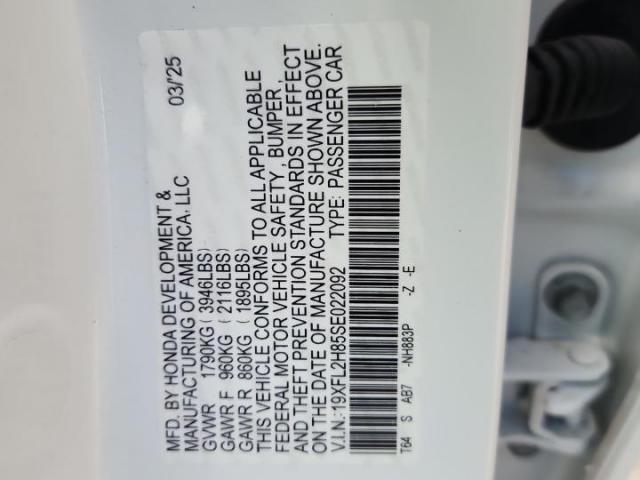 MFD. BY HONDA DEVELOPMENT &
MANUFACTURING OF AMERICA, LLC 03/'25
GVWR 1790KG ( 3946LBS)
GAWR F 960KG ( 2116LBS)
GAWR R 860KG ( 1895LBS)
THIS VEHICLE CONFORMS TO ALL APPLICABLE
FEDERAL MOTOR VEHICLE SAFETY, BUMPER,
AND THEFT PREVENTION STANDARDS IN EFFECT
ON THE DATE OF MANUFACTURE SHOWN ABOVE.
V.I.N.:19XFL2H85SE022092 TYPE: PASSENGER CAR
T64 S AB7 -NH883P -Z -E